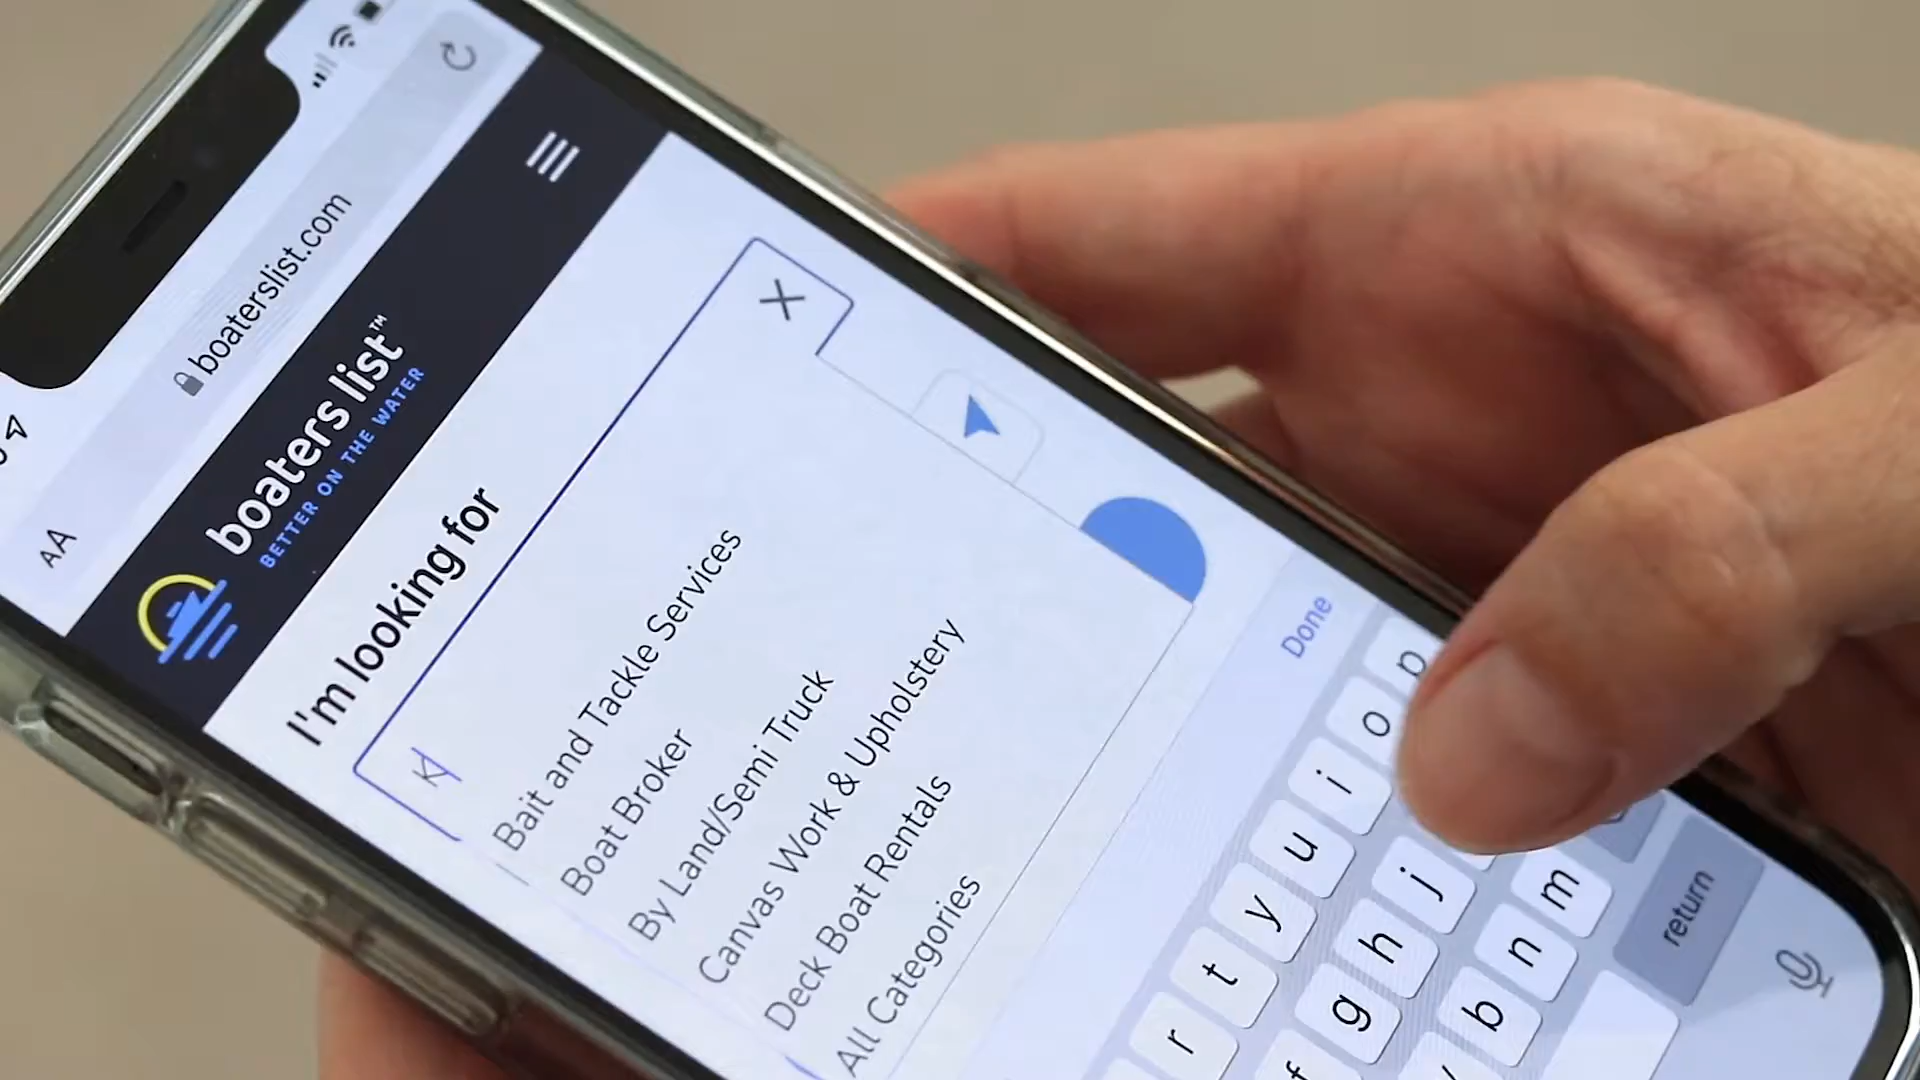 boaterslist.com
AA
boaters list™
BETTER ON THE WATER
I'm looking for
K
Bait and Tackle Services
Boat Broker
By Land/Semi Truck
Canvas Work & Upholstery
Deck Boat Rentals
All Categories
Done
r t y u i o p
f g h j
b n m
return